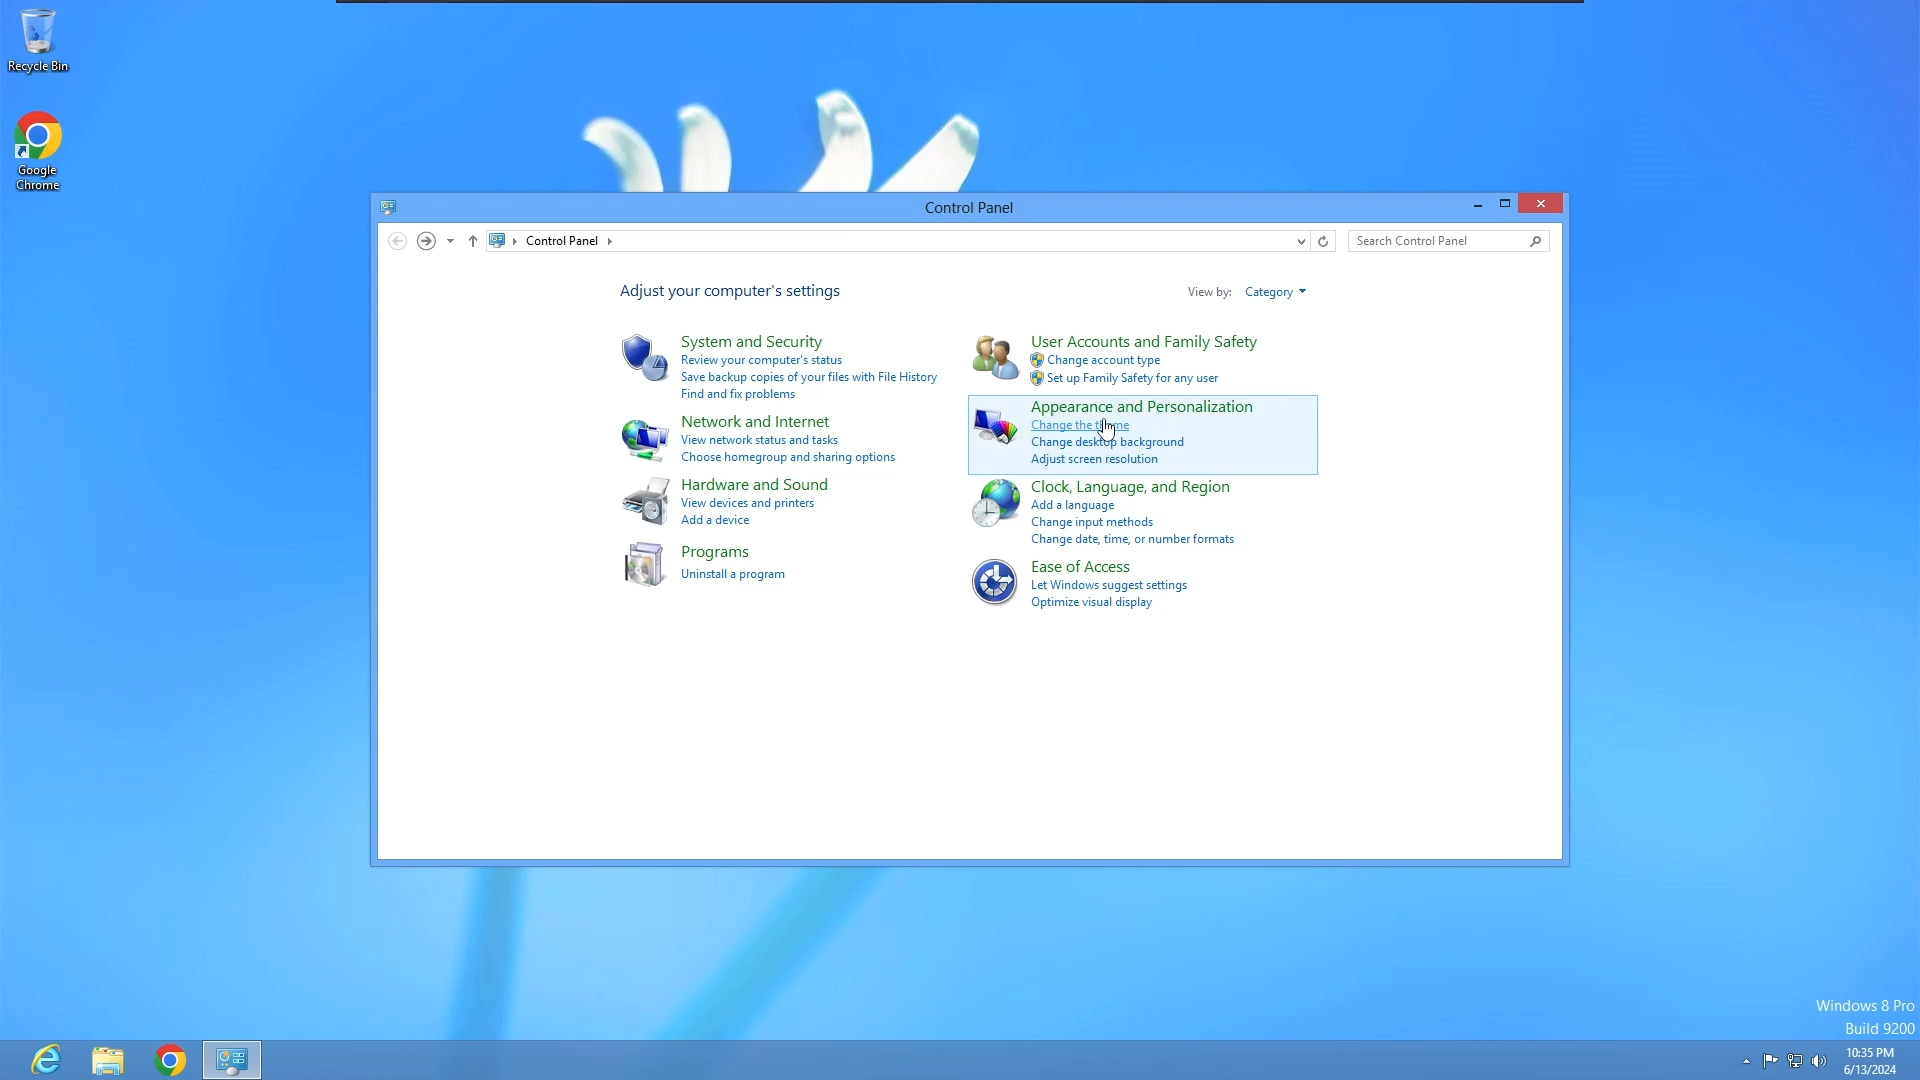 Recycle Bin
Google
Chrome
Control Panel
Control Panel
Search Control Panel
Adjust your computer's settings
View by: Category
System and Security
Review your computer's status
Save backup copies of your files with File History
Find and fix problems
Network and Internet
View network status and tasks
Choose homegroup and sharing options
Hardware and Sound
View devices and printers
Add a device
Programs
Uninstall a program
User Accounts and Family Safety
Change account type
Set up Family Safety for any user
Appearance and Personalization
Change the theme
Change desktop background
Adjust screen resolution
Clock, Language, and Region
Add a language
Change input methods
Change date, time, or number formats
Ease of Access
Let Windows suggest settings
Optimize visual display
Windows 8 Pro
Build 9200
10:35 PM
6/13/2024